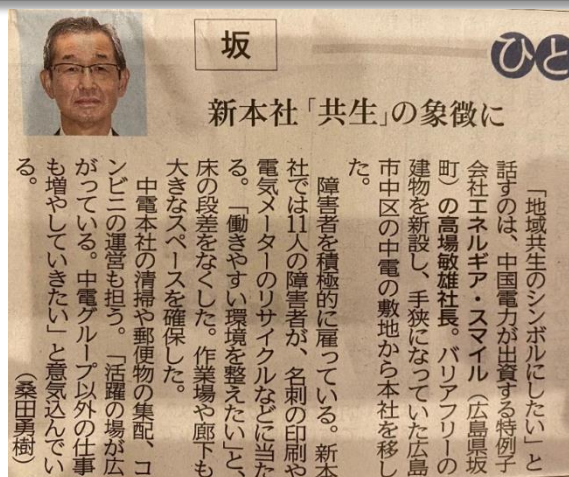 ひと
坂
新本社「共生」の象徴に
「地域共生のシンボルにしたい」と
話すのは、中国電力が出資する特例子
会社エネルギア・スマイル（広島県坂
町）の高場敏雄社長。バリアフリーの
建物を新設し、手狭になっていた広島
市中区の中電の敷地から本社を移し
た。
障害者を積極的に雇っている。新本
社では11人の障害者が、名刺の印刷や
電気メーターのリサイクルなどに当た
る。「働きやすい環境を整えたい」と、
床の段差をなくした。作業場や廊下も
大きなスペースを確保した。
中電本社の清掃や郵便物の集配、コ
ンビニの運営も担う。「活躍の場が広
がっている。中電グループ以外の仕事
も増やしていきたい」と意気込んでい
る。
（桑田勇樹）